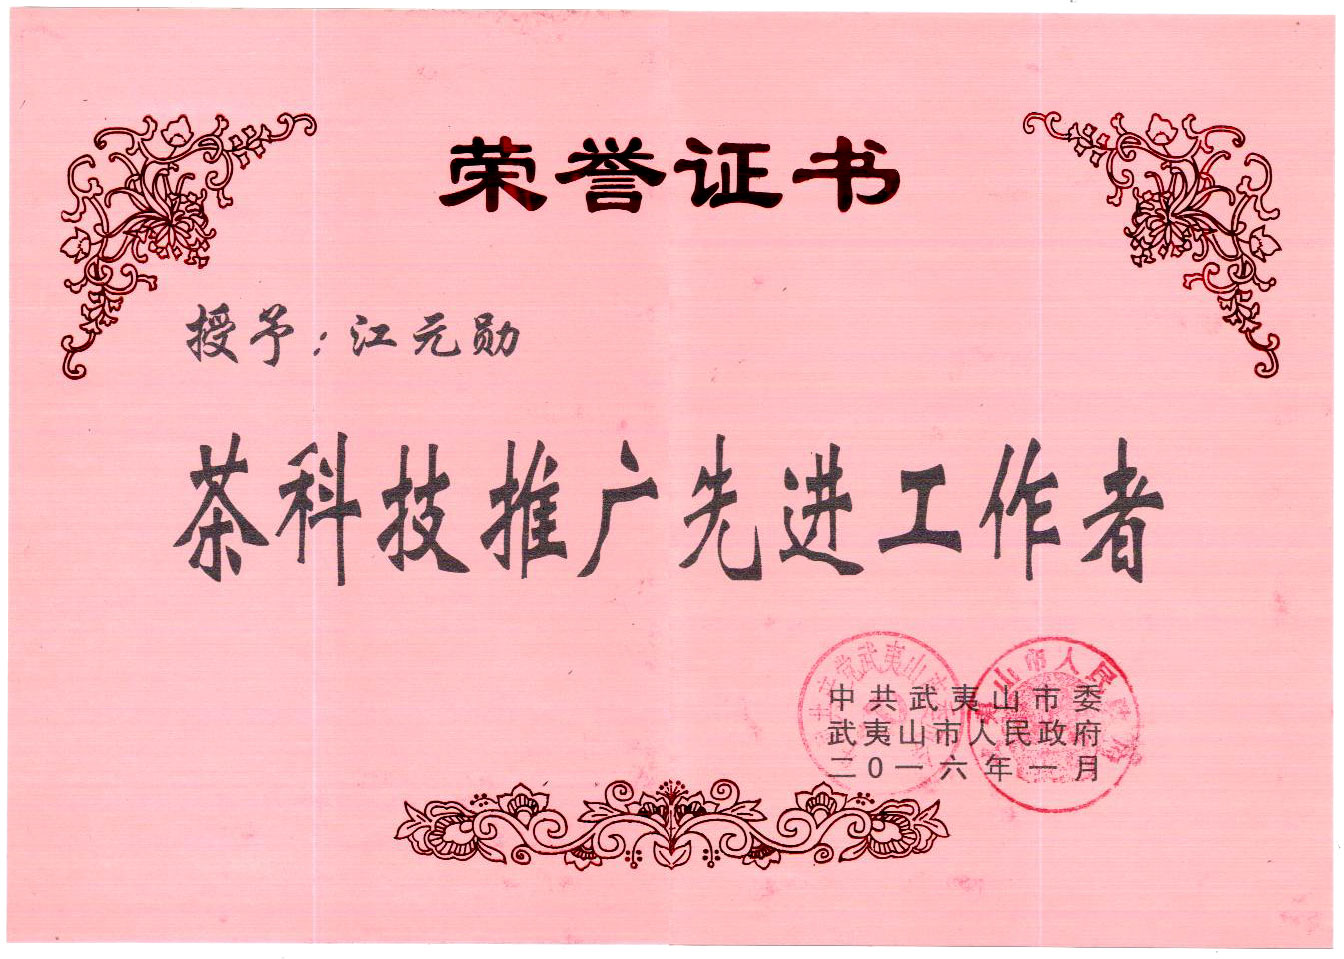 荣誉证书
授予：江元勋
茶科技推广先进工作者
中共武夷山市委
武夷山市人民政府
二0一六年一月